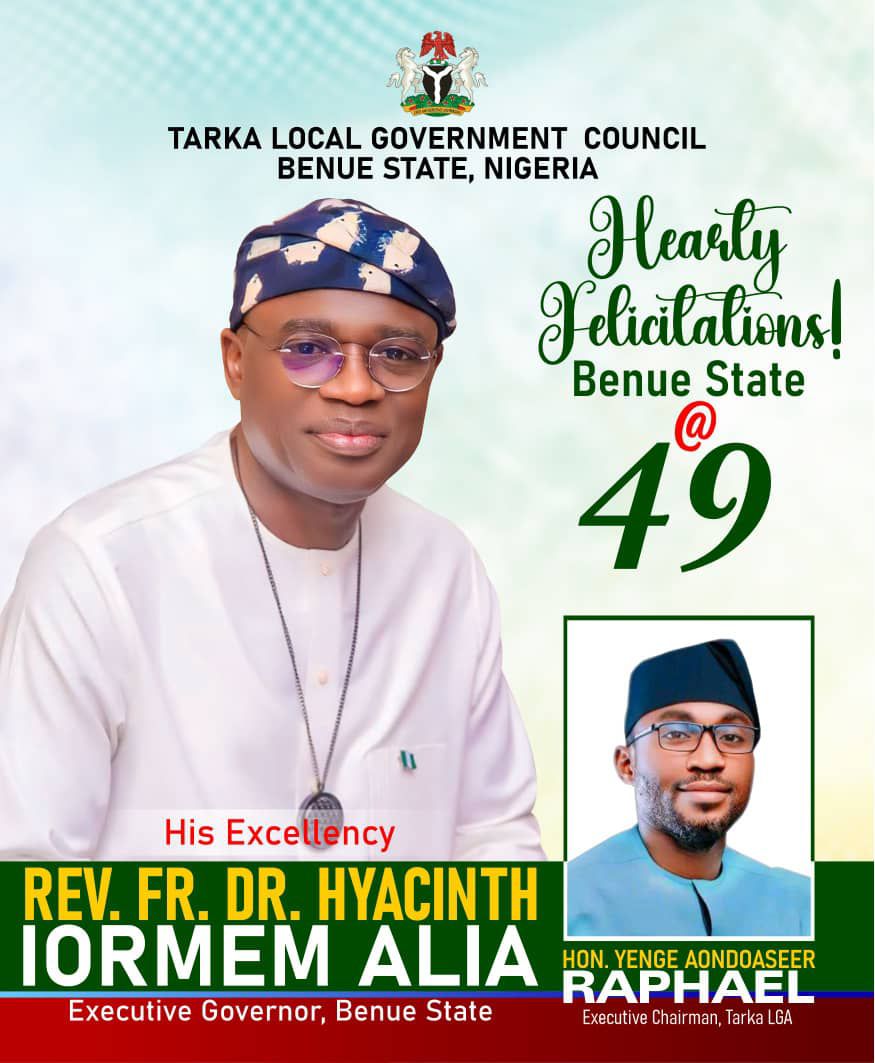 TARKA LOCAL GOVERNMENT COUNCIL
BENUE STATE, NIGERIA
Hearty
Felicitations!
Benue State
@
49
His Excellency
REV. FR. DR. HYACINTH
IORMEM ALIA
Executive Governor, Benue State
HON. YENGE AONDOASEER
RAPHAEL
Executive Chairman, Tarka LGA